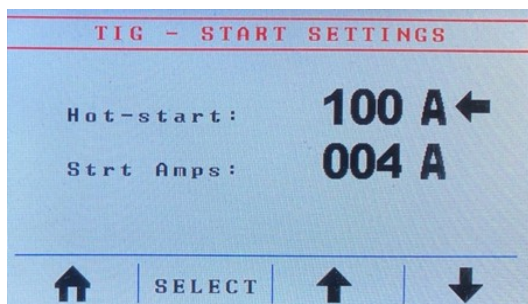 TIG - START SETTINGS
Hot-start: 100 A
Strt Amps: 004 A
SELECT